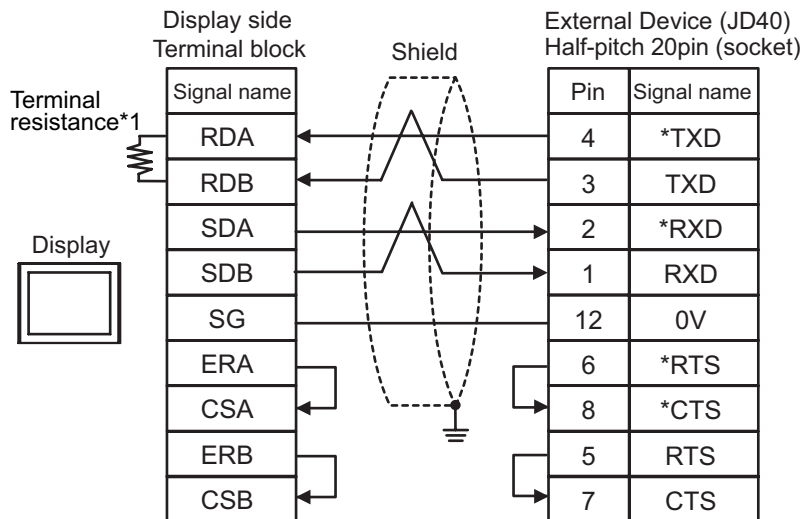 Display side
Terminal block
Shield
External Device (JD40)
Half-pitch 20pin (socket)
Terminal
resistance*1
Display
Signal name
RDA
RDB
SDA
SDB
SG
ERA
CSA
ERB
CSB
Pin Signal name
4 *TXD
3 TXD
2 *RXD
1 RXD
12 0V
6 *RTS
8 *CTS
5 RTS
7 CTS